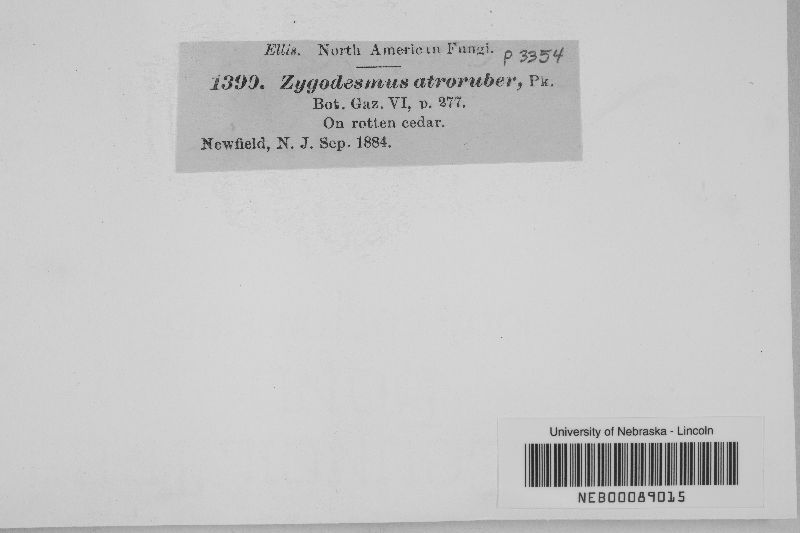 Ellis. North American Fungi. p 3354
1399. Zygodesmus atroruber, Pk.
Bot. Gaz. VI, p. 277.
On rotten cedar.
Newfield, N. J. Sep. 1884.
University of Nebraska - Lincoln
NEB00089015